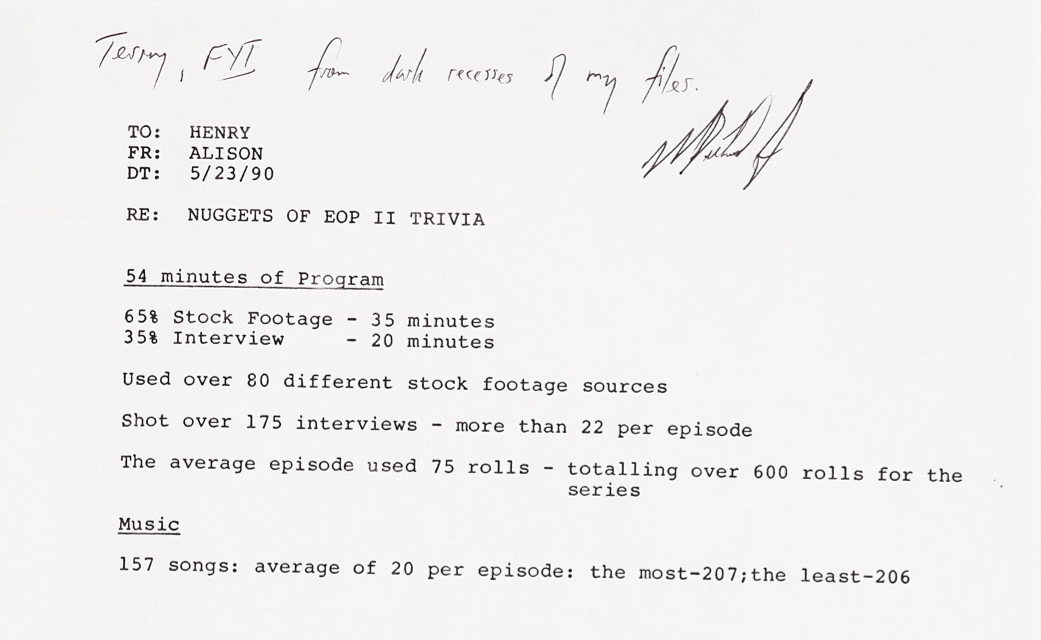 Terry, FYI from dark recesses of my files.
TO: HENRY
FR: ALISON
DT: 5/23/90
RE: NUGGETS OF EOP II TRIVIA
54 minutes of Program
65% Stock Footage - 35 minutes
35% Interview - 20 minutes
Used over 80 different stock footage sources
Shot over 175 interviews - more than 22 per episode
The average episode used 75 rolls - totalling over 600 rolls for the
series
Music
157 songs: average of 20 per episode: the most-207;the least-206